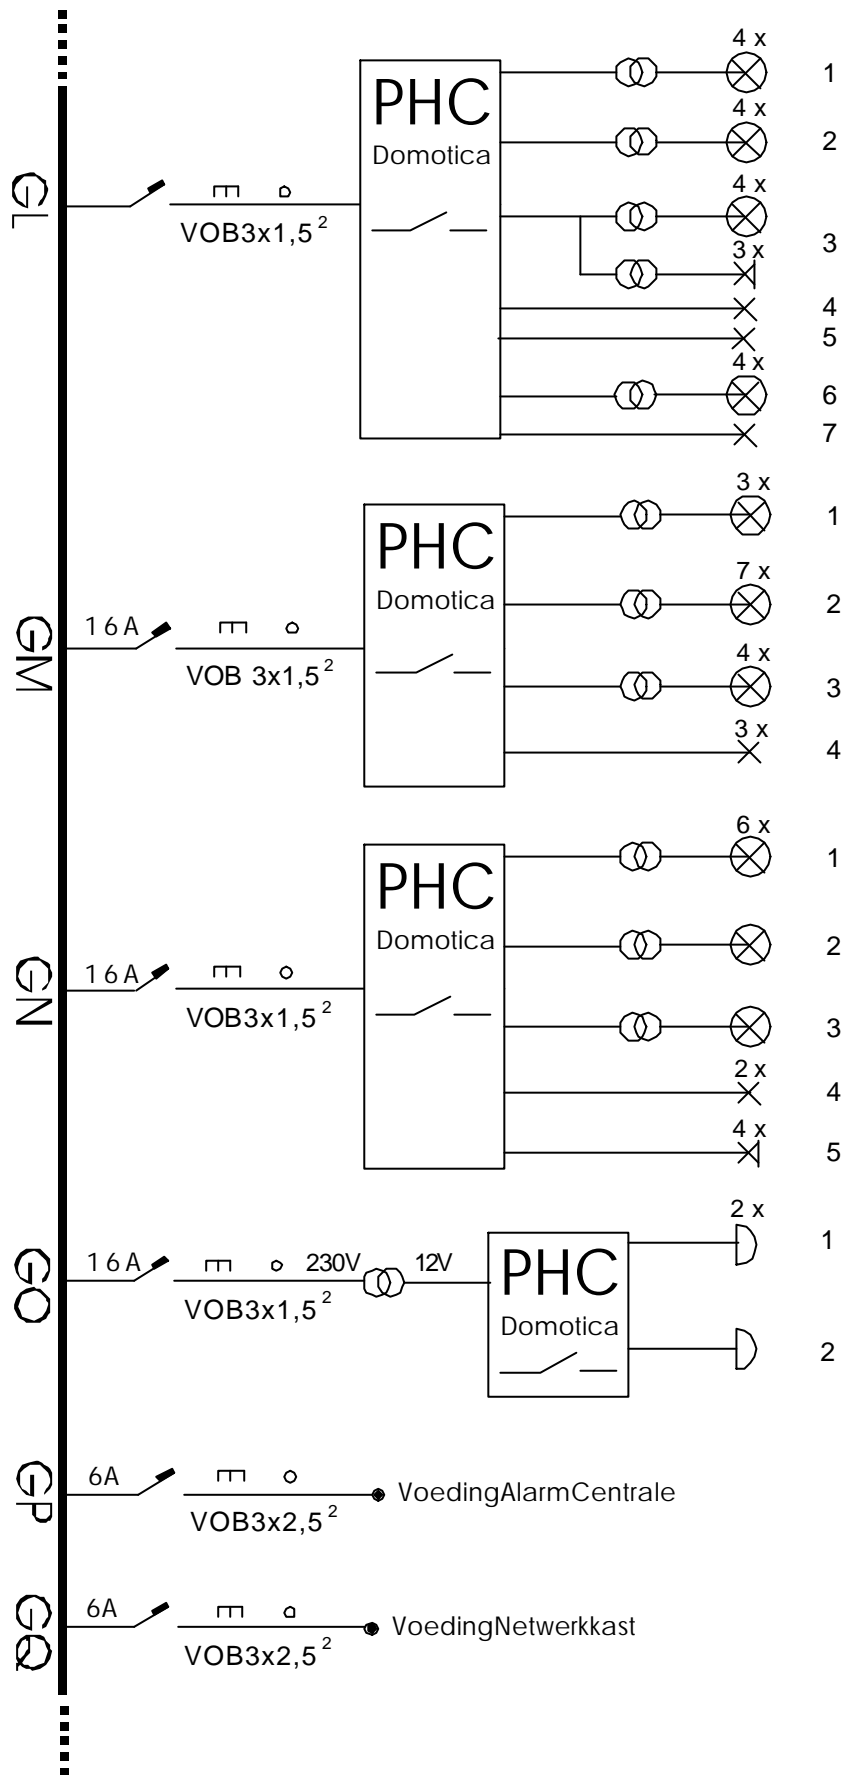 4 x
1
PHC
4 x
Domotica
2
GL
4 x
VOB3x1,5²
3
3 x
4
5
4x
6
7
3 x
1
PHC
7 x
Domotica
2
16A
GM
VOB 3x1,5²
4 x
3
3 x
4
6 x
1
PHC
Domotica
2
16A
GN
VOB3x1,5²
3
2 x
4
4 x
5
2 x
1
16A
GO
230V
12V
PHC
VOB3x1,5²
Domotica
2
6A
GP
VoedingAlarmCentrale
VOB3x2,5²
6A
GQ
VoedingNetwerkkast
VOB3x2,5²